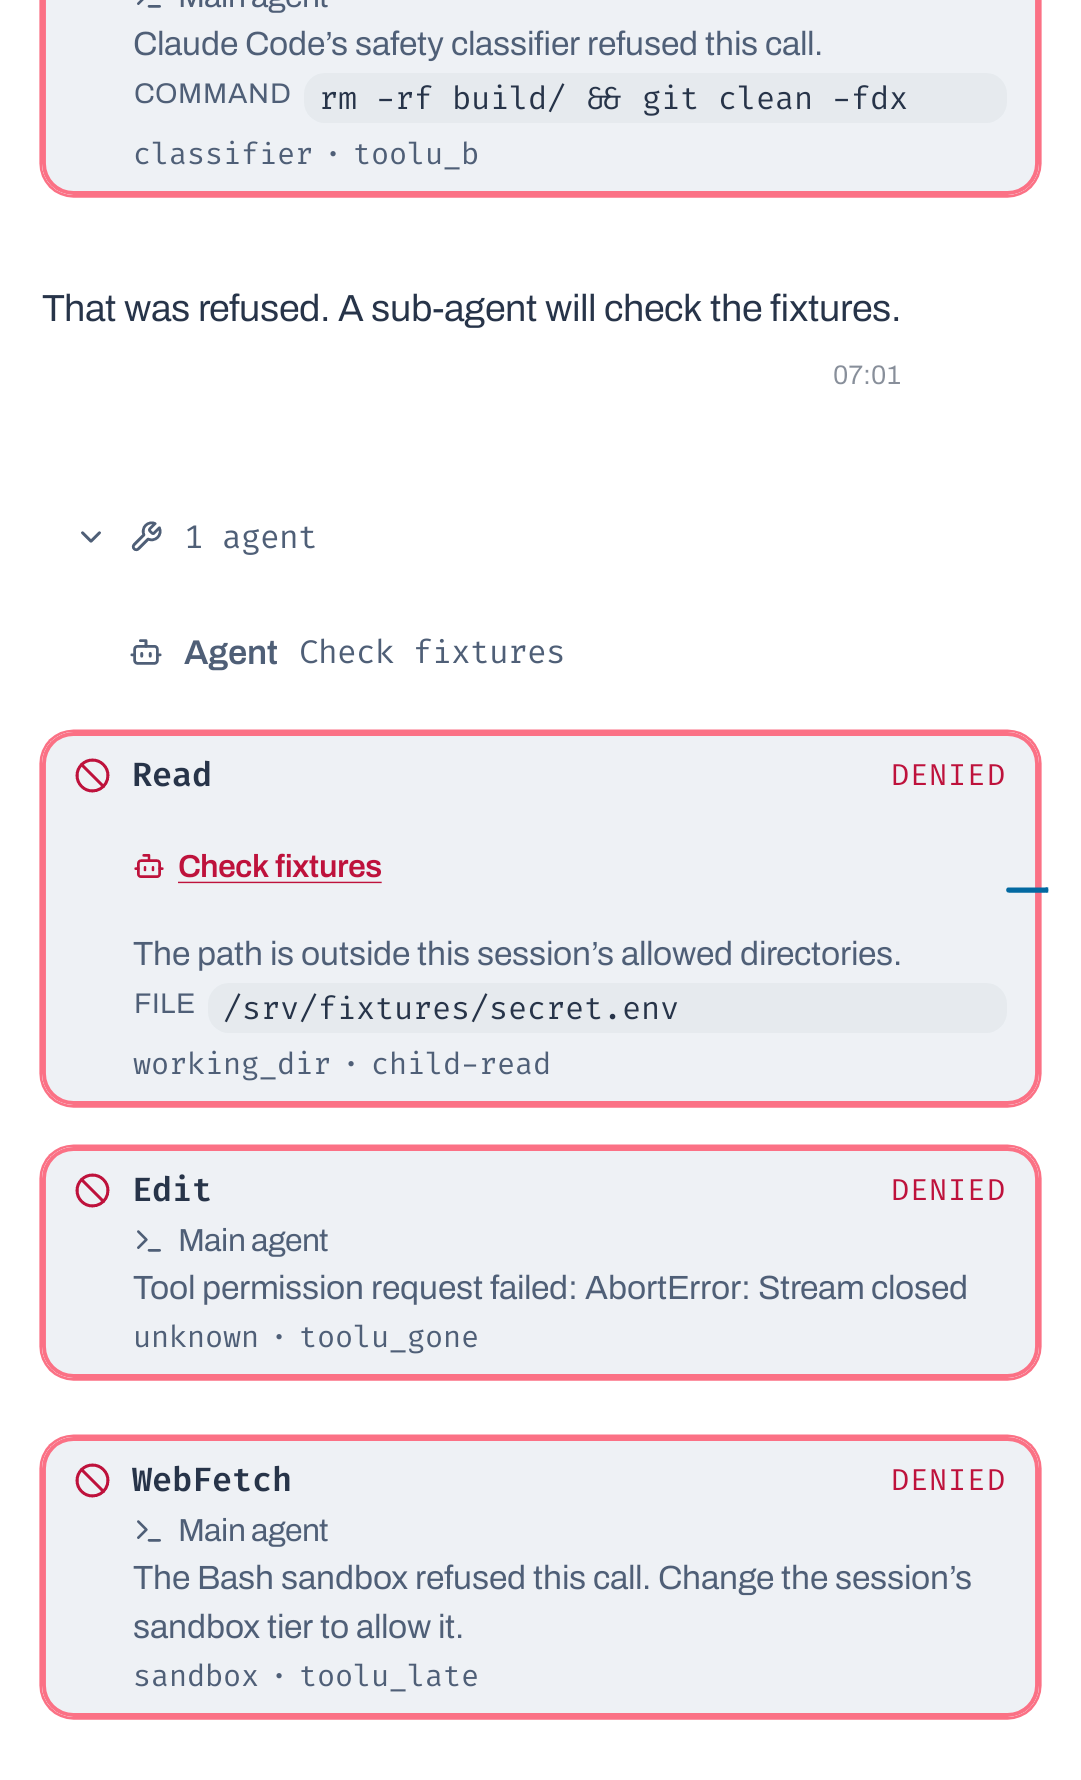 Main agent
Claude Code’s safety classifier refused this call.
COMMAND rm -rf build/ && git clean -fdx
classifier · toolu_b
That was refused. A sub-agent will check the fixtures.
07:01
1 agent
Agent Check fixtures
Read DENIED
Check fixtures
The path is outside this session’s allowed directories.
FILE /srv/fixtures/secret.env
working_dir · child-read
Edit DENIED
Main agent
Tool permission request failed: AbortError: Stream closed
unknown · toolu_gone
WebFetch DENIED
Main agent
The Bash sandbox refused this call. Change the session’s
sandbox tier to allow it.
sandbox · toolu_late